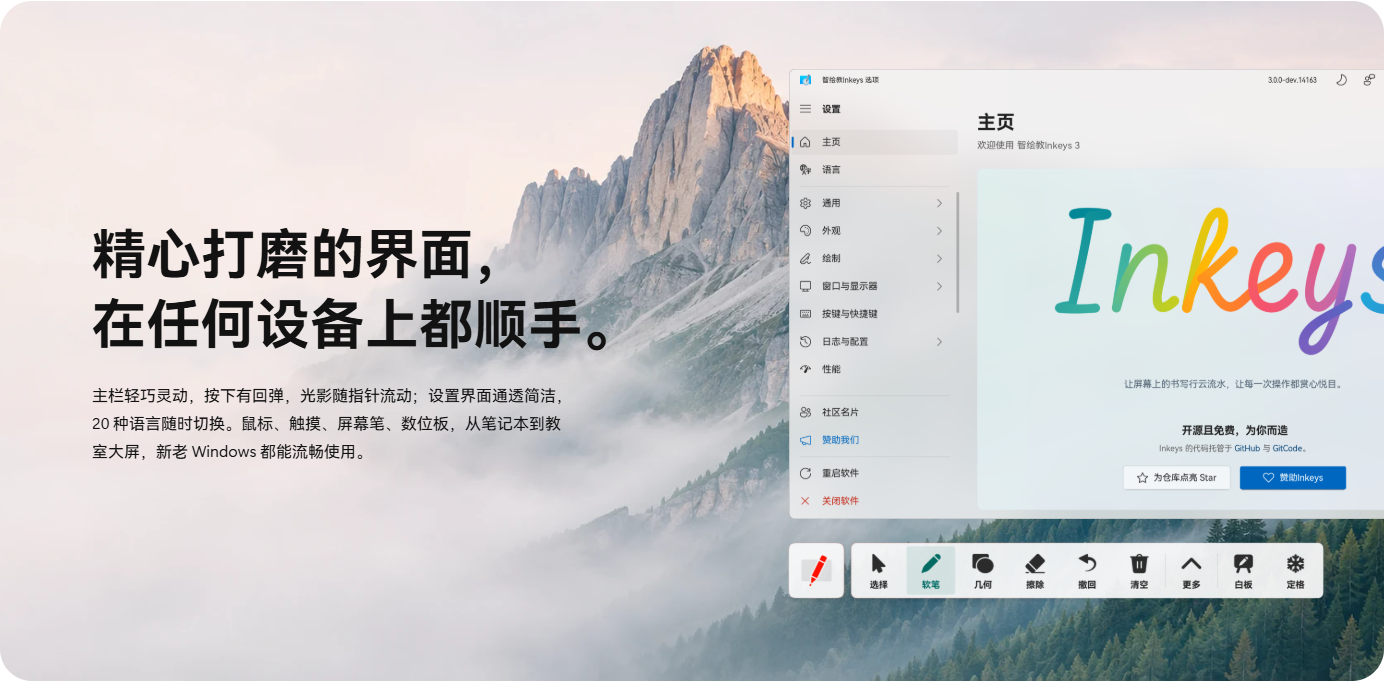 精心打磨的界面，
在任何设备上都顺手。
主栏轻巧灵动，按下有回弹，光影随指针流动；设置界面通透简洁，
20 种语言随时切换。鼠标、触摸、屏幕笔、数位板，从笔记本到教
室大屏，新老 Windows 都能流畅使用。
智绘教Inkeys 选项
3.0.0-dev.14163
设置
主页
语言
通用
外观
绘制
窗口与显示器
按键与快捷键
日志与配置
性能
社区名片
赞助我们
重启软件
关闭软件
主页
欢迎使用 智绘教Inkeys 3
Inkeys
让屏幕上的书写行云流水，让每一次操作都赏心悦目。
开源且免费，为你而造
Inkeys 的代码托管于 GitHub 与 GitCode。
为仓库点亮 Star
赞助Inkeys
选择
软笔
几何
擦除
撤回
清空
更多
白板
定格